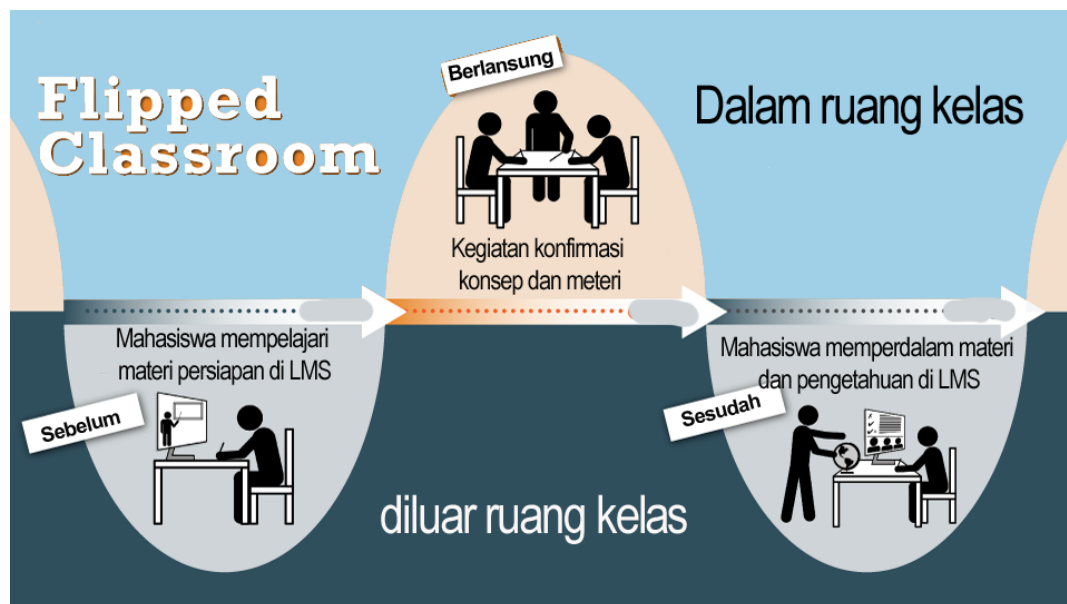 Flipped
Classroom
Berlansung
Dalam ruang kelas
Kegiatan konfirmasi
konsep dan meteri
Mahasiswa mempelajari
materi persiapan di LMS
Sebelum
Mahasiswa memperdalam materi
dan pengetahuan di LMS
Sesudah
diluar ruang kelas